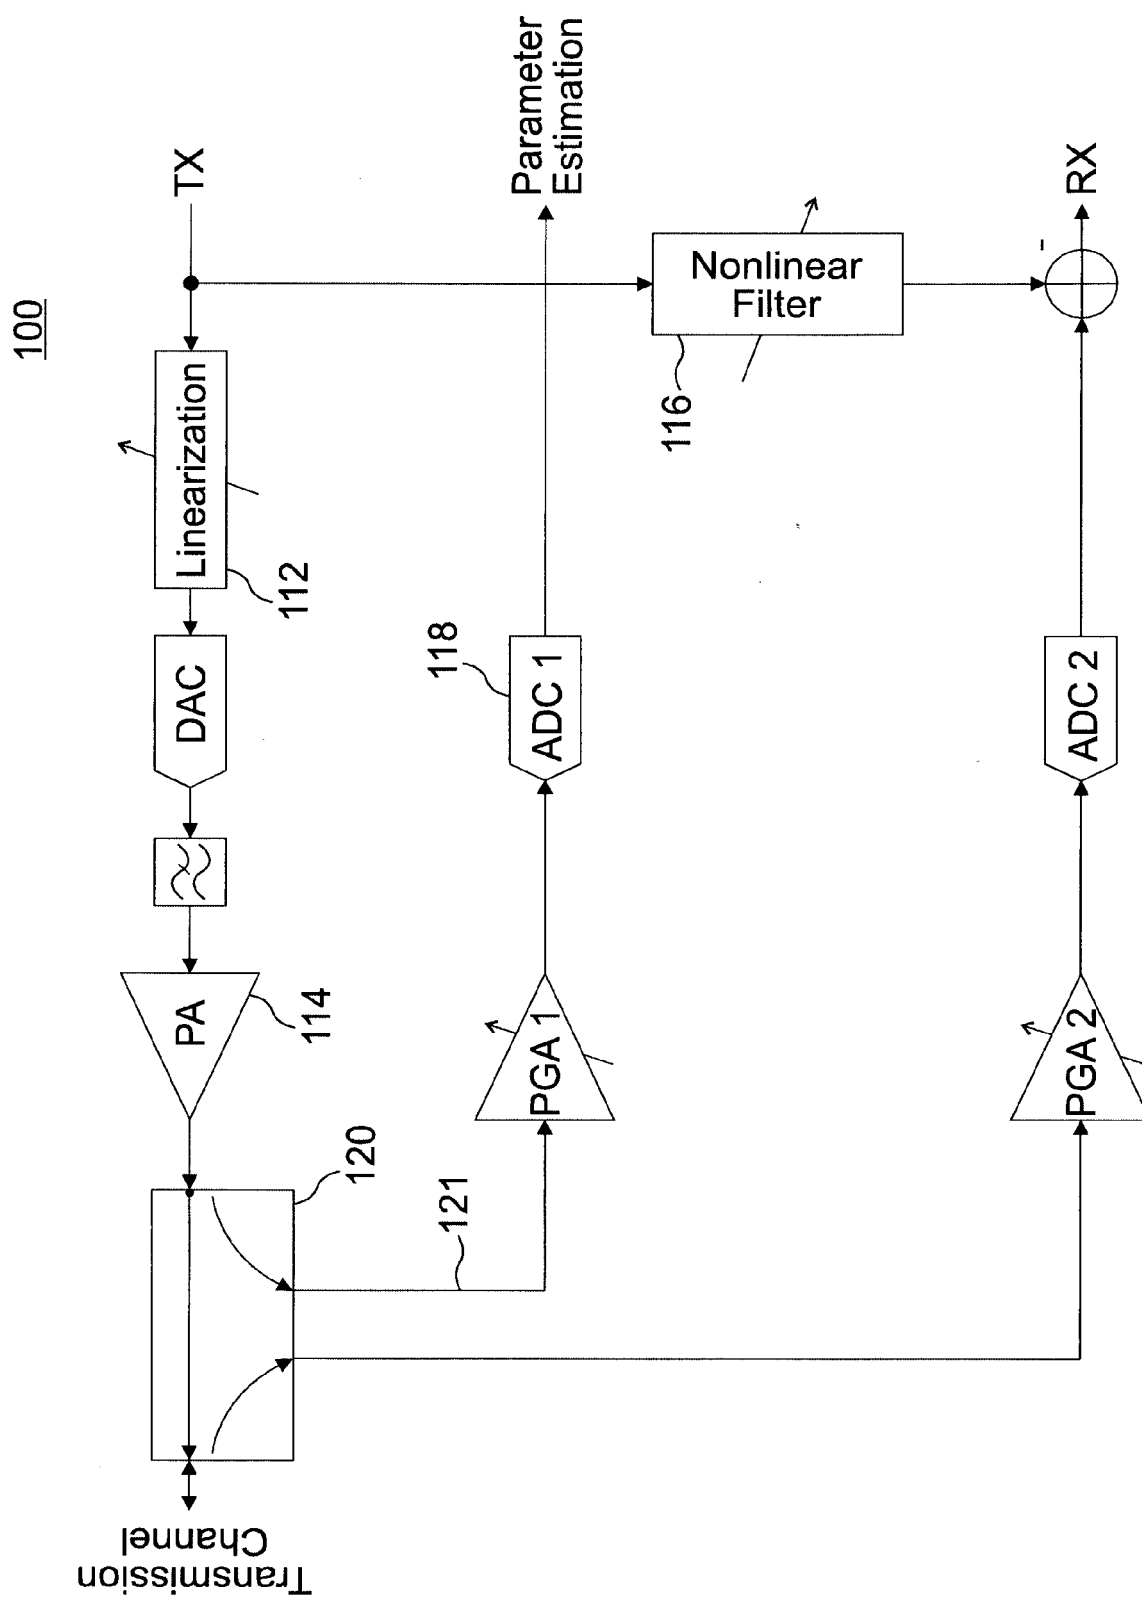 100
TX
Linearization
112
DAC
PA
114
120
121
Transmission
Channel
PGA 1
ADC 1
118
Parameter
Estimation
Nonlinear
Filter
116
PGA 2
ADC 2
-
RX